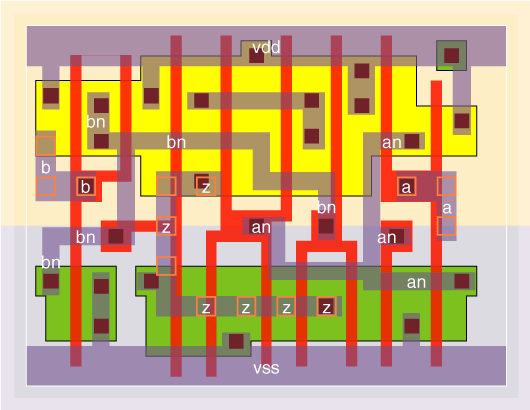 vdd
bn
bn an
b
b z a
a
bn
z an
bn an
bn
an
z z z z
vss